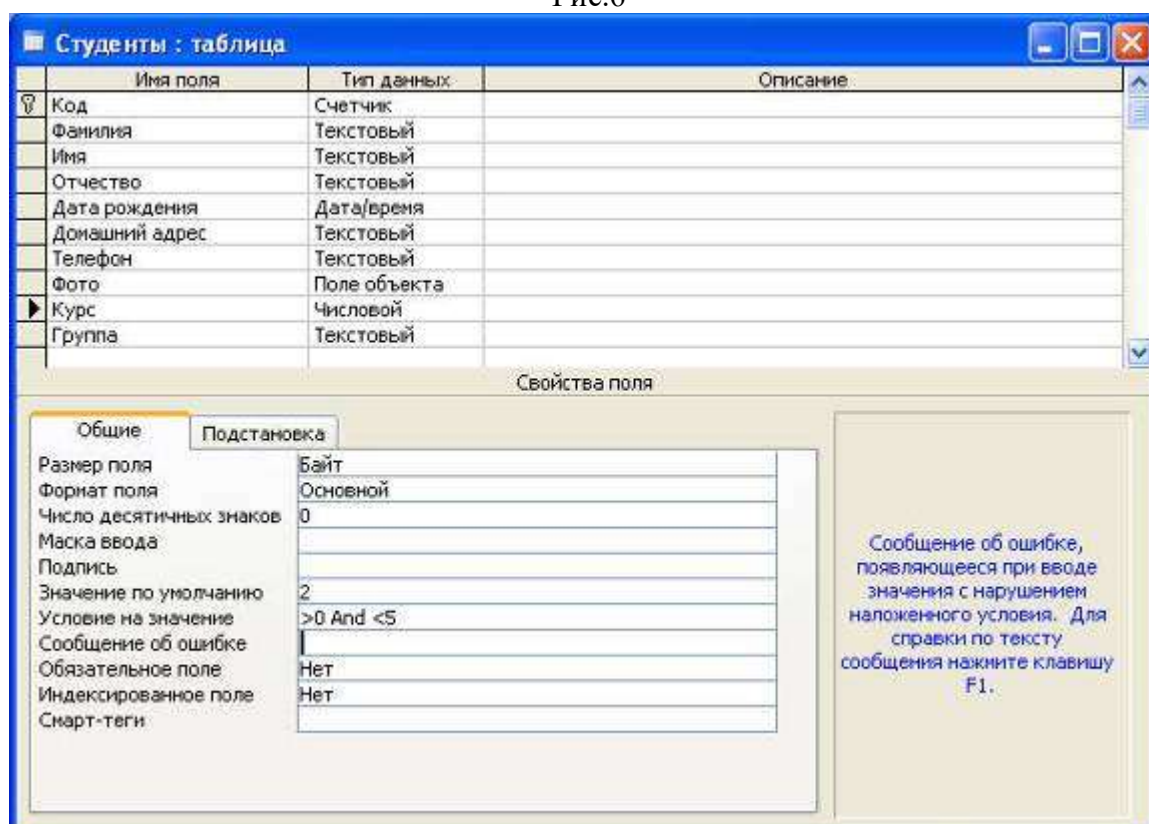 Рис.6
Студенты : таблица
Имя поля Тип данных Описание
Код Счетчик
Фамилия Текстовый
Имя Текстовый
Отчество Текстовый
Дата рождения Дата/время
Домашний адрес Текстовый
Телефон Текстовый
Фото Поле объекта
Курс Числовой
Группа Текстовый
Свойства поля
Общие Подстановка
Размер поля Байт
Формат поля Основной
Число десятичных знаков 0
Маска ввода
Подпись
Значение по умолчанию 2
Условие на значение >0 And <5
Сообщение об ошибке
Обязательное поле Нет
Индексированное поле Нет
Смарт-теги
Сообщение об ошибке,
появляющееся при вводе
значения с нарушением
наложенного условия. Для
справки по тексту
сообщения нажмите клавишу
F1.